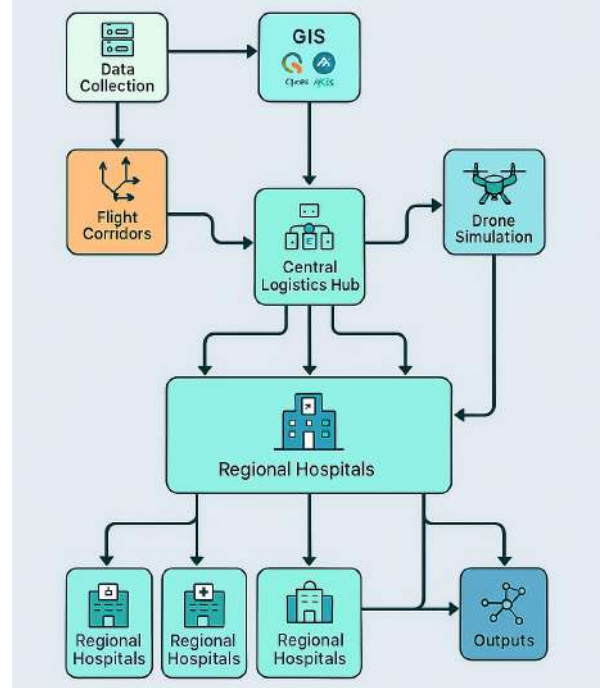 Data
Collection
GIS
Flight
Corridors
Central
Logistics Hub
E
Drone
Simulation
Regional Hospitals
Regional
Hospitals
Regional
Hospitals
Regional
Hospitals
Outputs